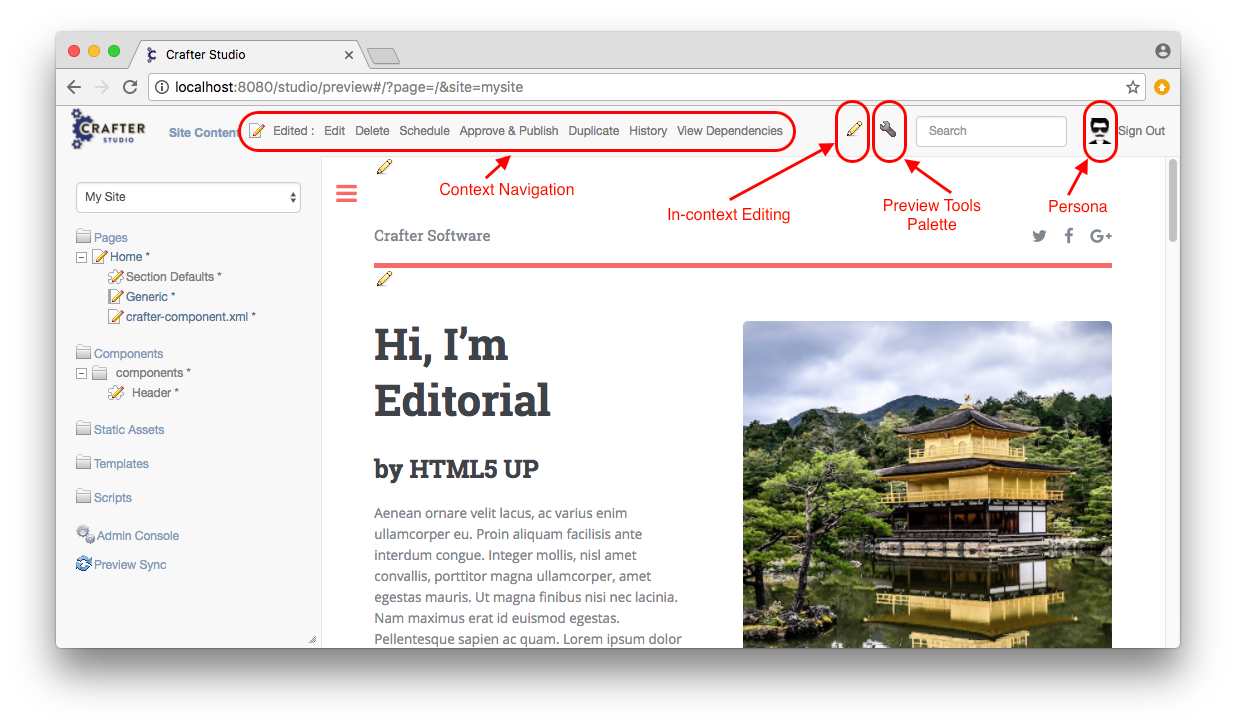 Crafter Studio
localhost:8080/studio/preview#/?page=/&site=mysite
CRAFTER
STUDIO
Site Content
Edited : Edit Delete Schedule Approve & Publish Duplicate History View Dependencies
Search
Sign Out
Context Navigation
In-context Editing
Preview Tools
Palette
Persona
My Site
Pages
Home *
Section Defaults *
Generic *
crafter-component.xml *
Components
components *
Header *
Static Assets
Templates
Scripts
Admin Console
Preview Sync
Crafter Software
G+
Hi, I’m
Editorial
by HTML5 UP
Aenean ornare velit lacus, ac varius enim
ullamcorper eu. Proin aliquam facilisis ante
interdum congue. Integer mollis, nisl amet
convallis, porttitor magna ullamcorper, amet
egestas mauris. Ut magna finibus nisi nec lacinia.
Nam maximus erat id euismod egestas.
Pellentesque sapien ac quam. Lorem ipsum dolor